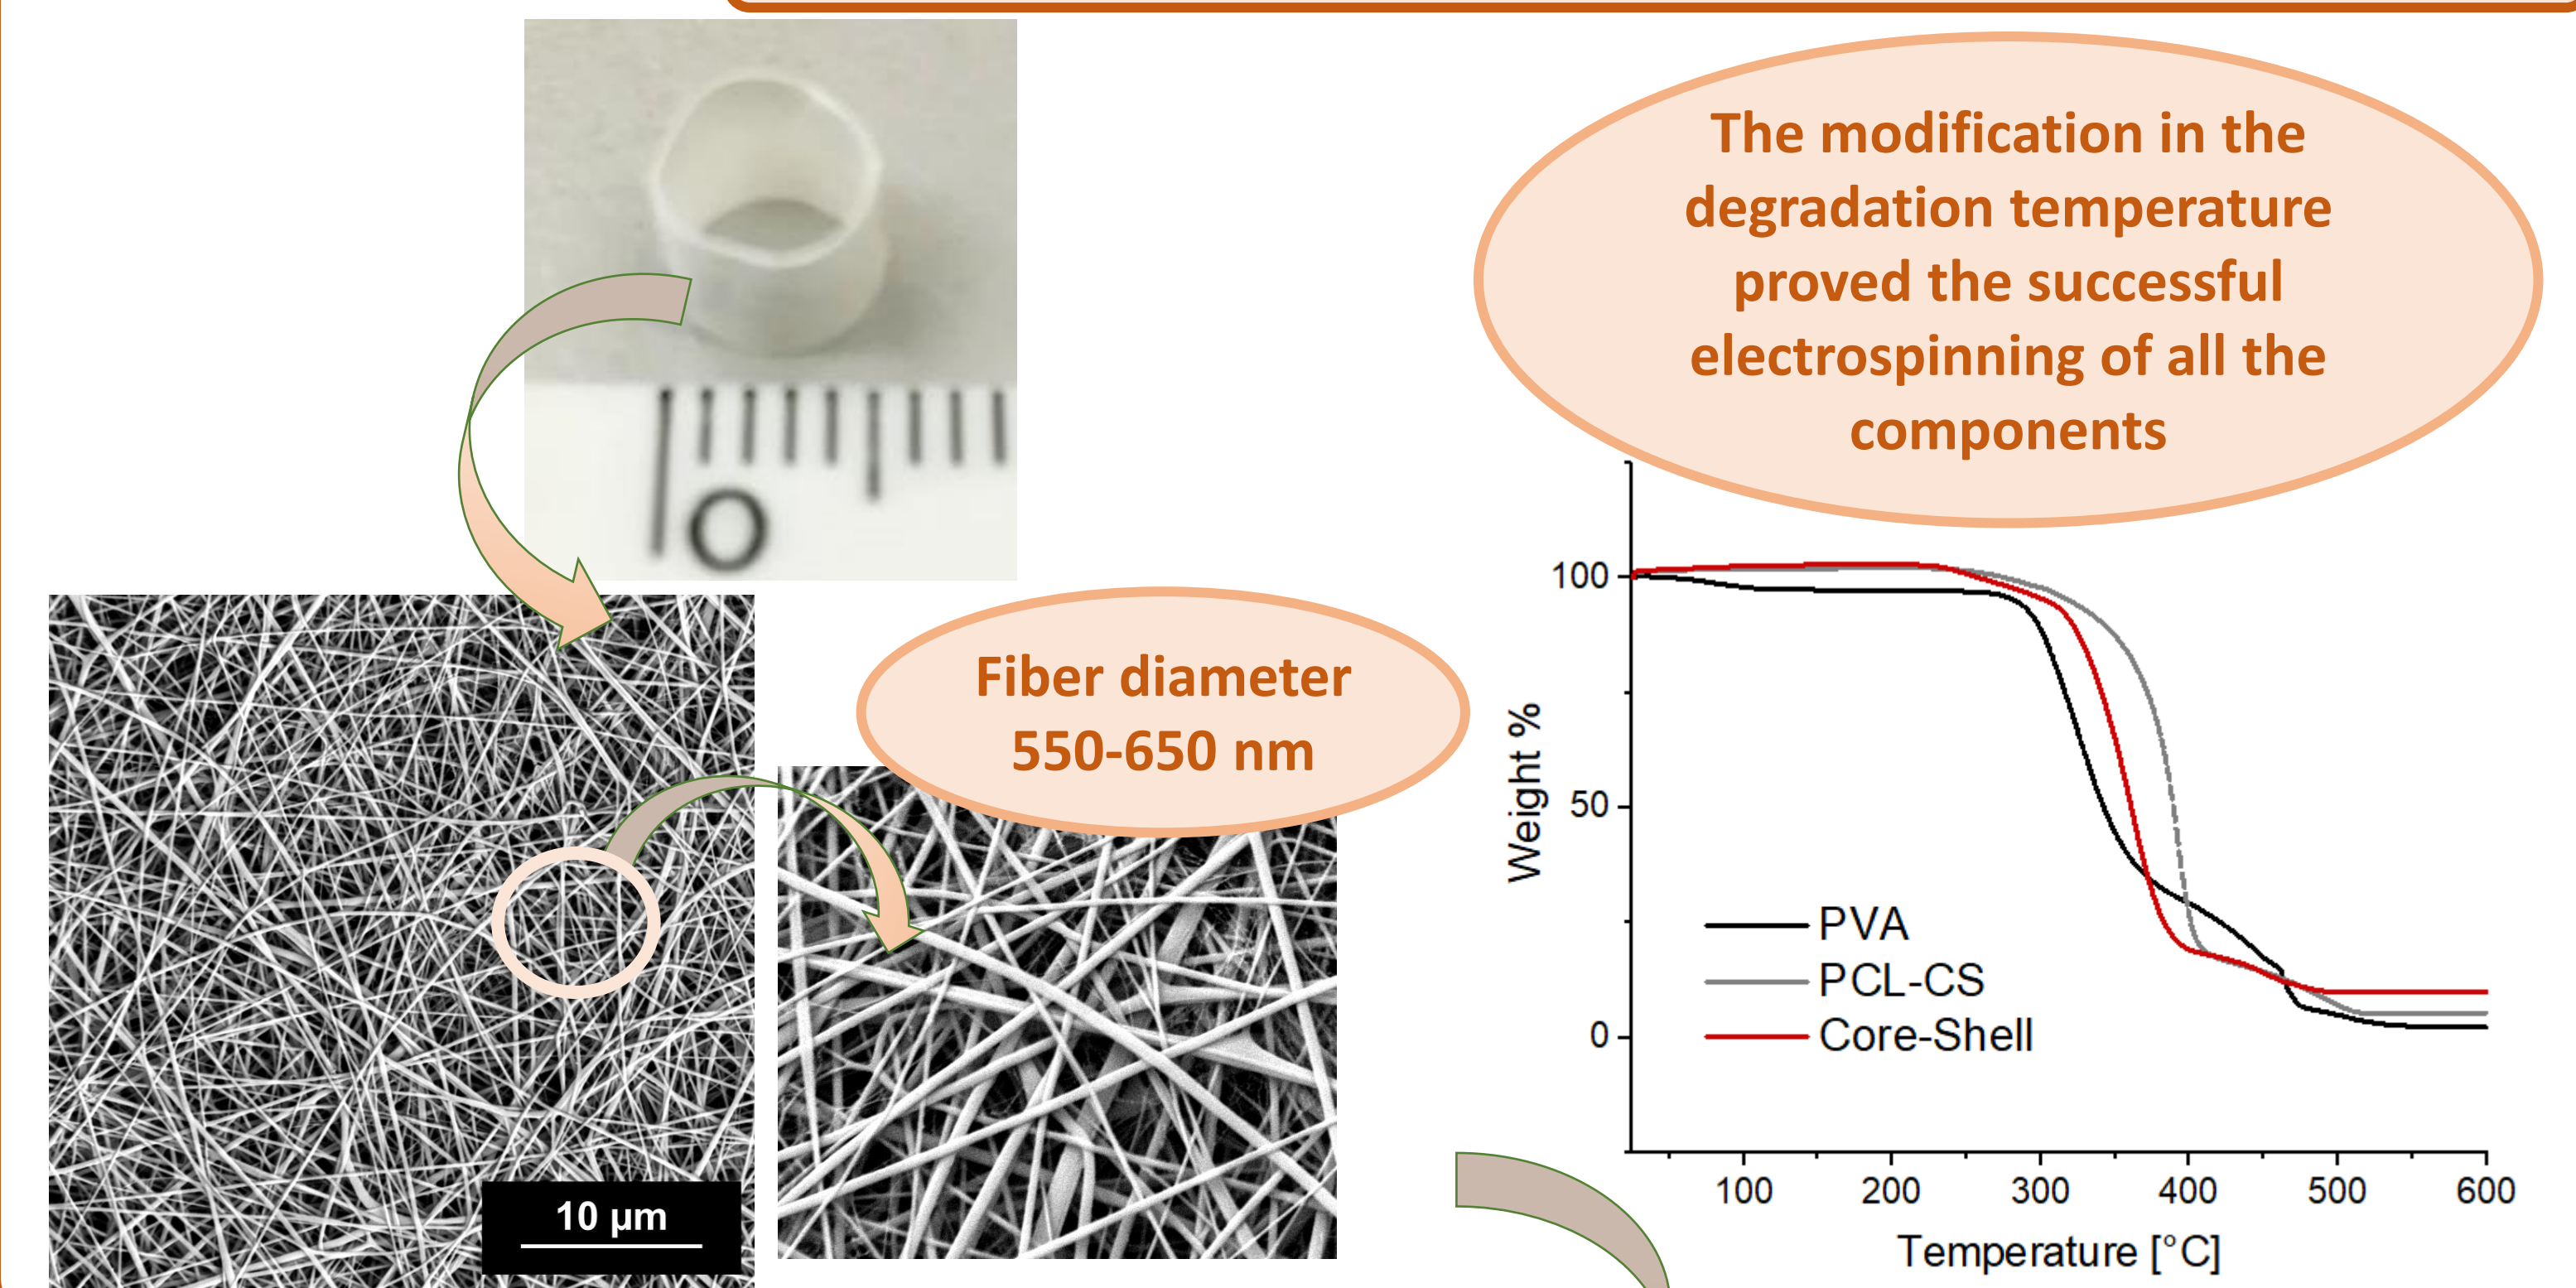 The modification in the
degradation temperature
proved the successful
electrospinning of all the
components
0
Fiber diameter
550-650 nm
10 µm
Weight %
100
50
0
PVA
PCL-CS
Core-Shell
100 200 300 400 500 600
Temperature [°C]